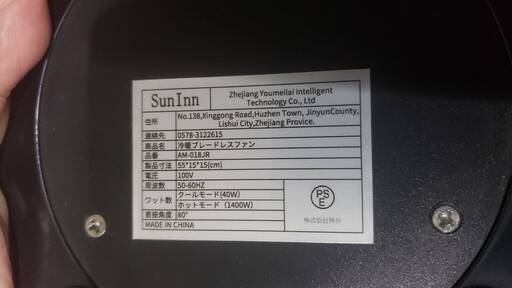 SunInn
Zhejiang Youmeilai Intelligent
Technology Co., Ltd
住所
No.138,Xinggong Road,Huzhen Town, JinyunCounty,
Lishui City,Zhejiang Provice.
連絡先 0578-3122615
商品名 冷暖ブレードレスファン
品番 AM-018JR
製品寸法 55*15*15(cm)
電圧 100V
周波数 50-60HZ
ワット数 クールモード(40W)
ホットモード（1400W）
首振角度 80°
MADE IN CHINA
PS
E
株式会社